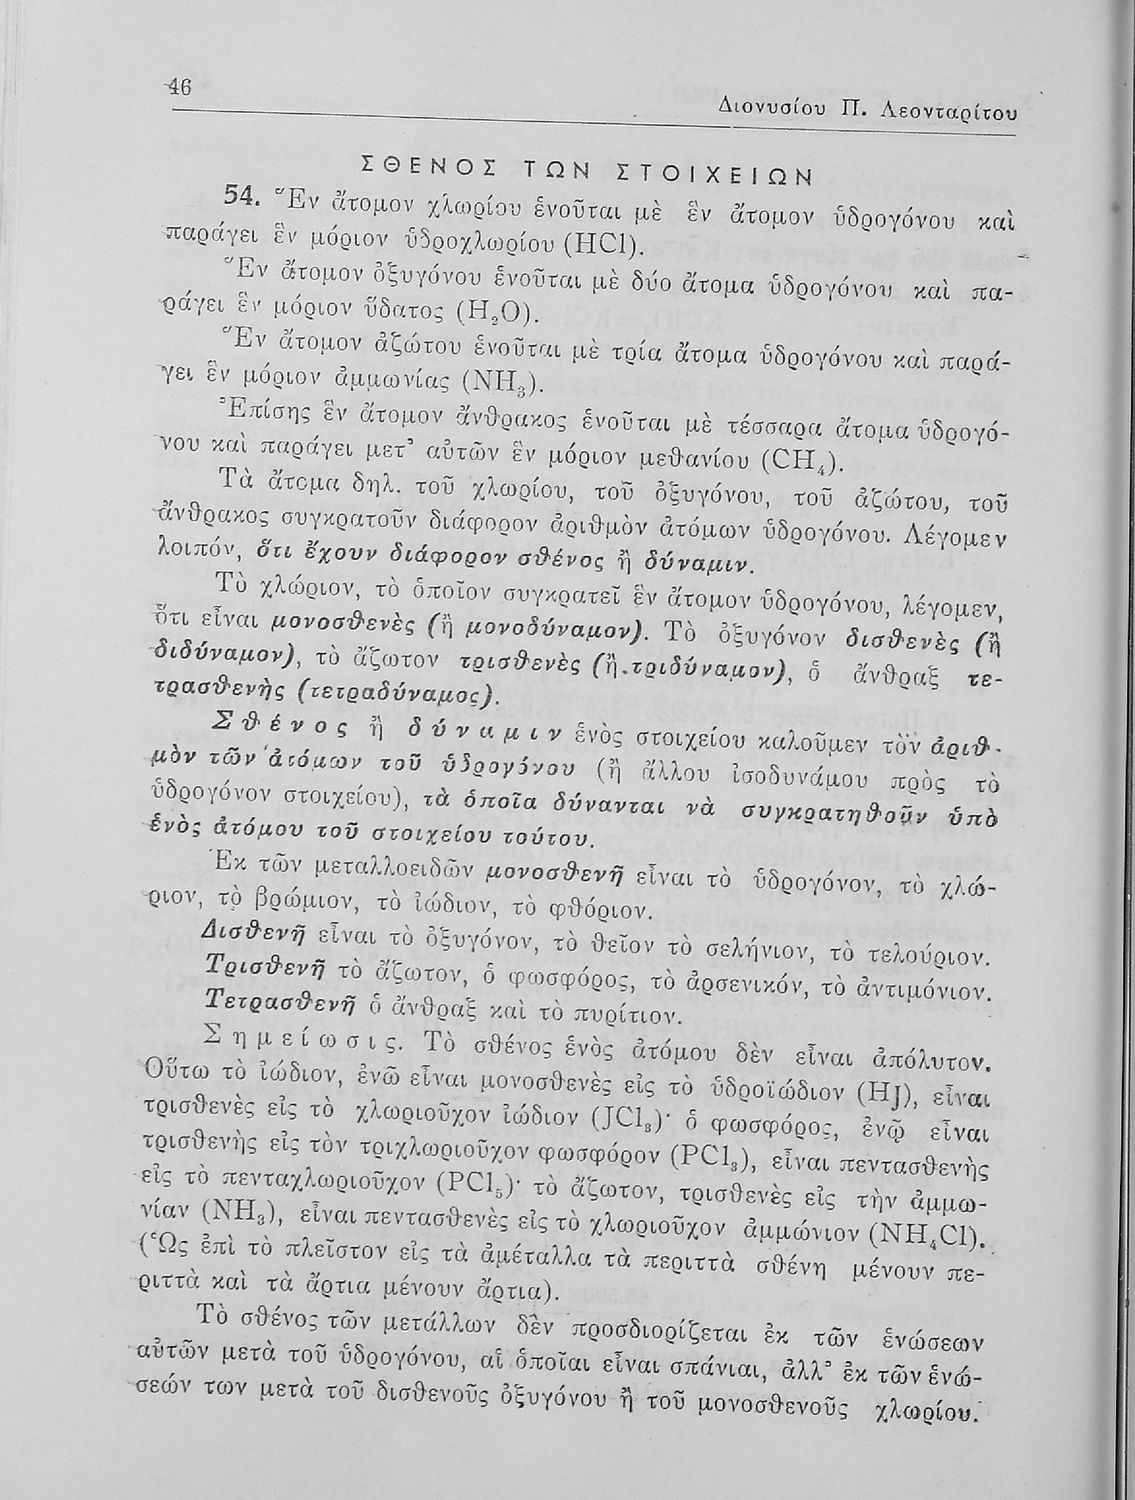 46
Διονυσίου Π. Λεονταρίτου
ΣΘΕΝΟΣ ΤΩΝ ΣΤΟΙΧΕΙΩΝ
54. Ἓν ἄτομον χλωρίου ἑνοῦται μὲ ἓν ἄτομον ὑδρογόνου καὶ
παράγει ἓν μόριον ὑδροχλωρίου (HCl).
Ἓν ἄτομον ὀξυγόνου ἑνοῦται μὲ δύο ἄτομα ὑδρογόνου καὶ πα-
ράγει ἓν μόριον ὕδατος (H₂O).
Ἓν ἄτομον ἀζώτου ἑνοῦται μὲ τρία ἄτομα ὑδρογόνου καὶ παρά-
γει ἓν μόριον ἀμμωνίας (NH₃).
Ἐπίσης ἓν ἄτομον ἄνθρακος ἑνοῦται μὲ τέσσαρα ἄτομα ὑδρογό-
νου καὶ παράγει μετ' αὐτῶν ἓν μόριον μεθανίου (CH₄).
Τὰ ἄτομα δηλ. τοῦ χλωρίου, τοῦ ὀξυγόνου, τοῦ ἀζώτου, τοῦ
ἄνθρακος συγκρατοῦν διάφορον ἀριθμὸν ἀτόμων ὑδρογόνου. Λέγομεν
λοιπόν, ὅτι ἔχουν διάφορον σθένος ἢ δύναμιν.
Τὸ χλώριον, τὸ ὁποῖον συγκρατεῖ ἓν ἄτομον ὑδρογόνου, λέγομεν,
ὅτι εἶναι μονοσθενὲς (ἢ μονοδύναμον). Τὸ ὀξυγόνον δισθενὲς (ἢ
διδύναμον), τὸ ἄζωτον τρισθενὲς (ἢ τριδύναμον), ὁ ἄνθραξ τε-
τρασθενὴς (τετραδύναμος).
Σθένος ἢ δύναμιν ἑνὸς στοιχείου καλοῦμεν τὸν ἀριθ-
μὸν τῶν ἀτόμων τοῦ ὑδρογόνου (ἢ ἄλλου ἰσοδυνάμου πρὸς τὸ
ὑδρογόνον στοιχείου), τὰ ὁποῖα δύνανται νὰ συγκρατηθοῦν ὑπὸ
ἑνὸς ἀτόμου τοῦ στοιχείου τούτου.
Ἐκ τῶν μεταλλοειδῶν μονοσθενῆ εἶναι τὸ ὑδρογόνον, τὸ χλώ-
ριον, τὸ βρώμιον, τὸ ἰώδιον, τὸ φθόριον.
Δισθενῆ εἶναι τὸ ὀξυγόνον, τὸ θεῖον τὸ σελήνιον, τὸ τελούριον.
Τρισθενῆ τὸ ἄζωτον, ὁ φωσφόρος, τὸ ἀρσενικόν, τὸ ἀντιμόνιον.
Τετρασθενῆ ὁ ἄνθραξ καὶ τὸ πυρίτιον.
Σημείωσις. Τὸ σθένος ἑνὸς ἀτόμου δὲν εἶναι ἀπόλυτον.
Οὕτω τὸ ἰώδιον, ἐνῶ εἶναι μονοσθενὲς εἰς τὸ ὑδροϊώδιον (HJ), εἶναι
τρισθενὲς εἰς τὸ χλωριοῦχον ἰώδιον (JCl₃)· ὁ φωσφόρος, ἐνῷ εἶναι
τρισθενὴς εἰς τὸν τριχλωριοῦχον φωσφόρον (PCl₃), εἶναι πεντασθενὴς
εἰς τὸ πενταχλωριοῦχον (PCl₅)· τὸ ἄζωτον, τρισθενὲς εἰς τὴν ἀμμω-
νίαν (NH₃), εἶναι πεντασθενὲς εἰς τὸ χλωριοῦχον ἀμμώνιον (NH₄Cl).
(Ὡς ἐπὶ τὸ πλεῖστον εἰς τὰ ἀμέταλλα τὰ περιττὰ σθένη μένουν πε-
ριττὰ καὶ τὰ ἄρτια μένουν ἄρτια).
Τὸ σθένος τῶν μετάλλων δὲν προσδιορίζεται ἐκ τῶν ἑνώσεων
αὐτῶν μετὰ τοῦ ὑδρογόνου, αἱ ὁποῖαι εἶναι σπάνιαι, ἀλλ' ἐκ τῶν ἑνώ-
σεών των μετὰ τοῦ δισθενοῦς ὀξυγόνου ἢ τοῦ μονοσθενοῦς χλωρίου.